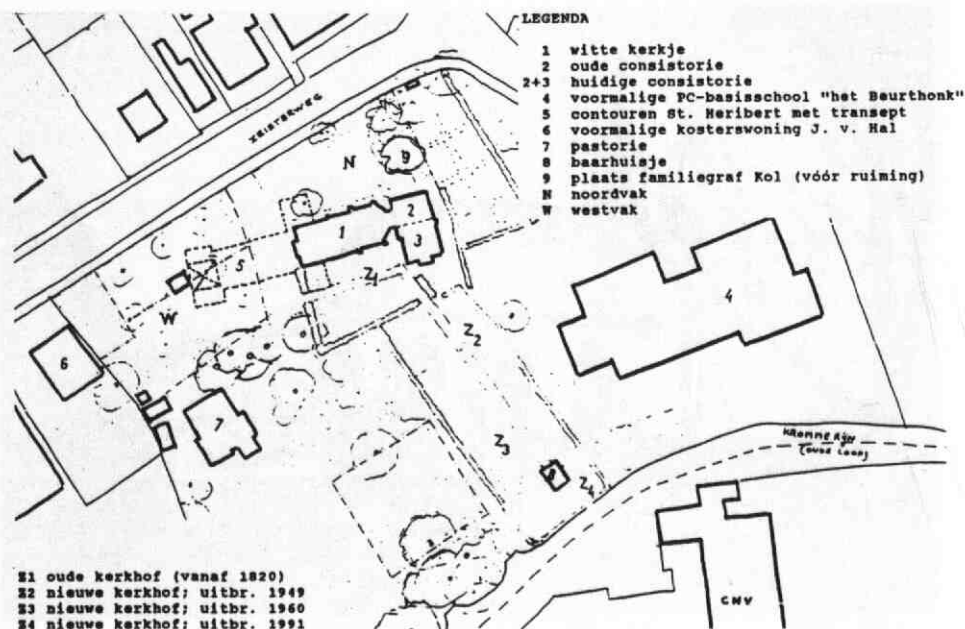 LEGENDA
1 witte kerkje
2 oude consistorie
2+3 huidige consistorie
4 voormalige PC-basisschool "het Beurthonk"
5 contouren St. Heribert met transept
6 voormalige kosterswoning J. v. Hal
7 pastorie
8 baarhuisje
9 plaats familiegraf Kol (vóór ruiming)
N noordvak
W westvak
ZEISTERWEG
N
9
2
1
3
5
Z1
4
W
Z2
6
7
Z3
KROMME RIJN
(OUDE LOOP)
8
Z4
CNV
Z1 oude kerkhof (vanaf 1820)
Z2 nieuwe kerkhof; uitbr. 1949
Z3 nieuwe kerkhof; uitbr. 1960
Z4 nieuwe kerkhof; uitbr. 1991